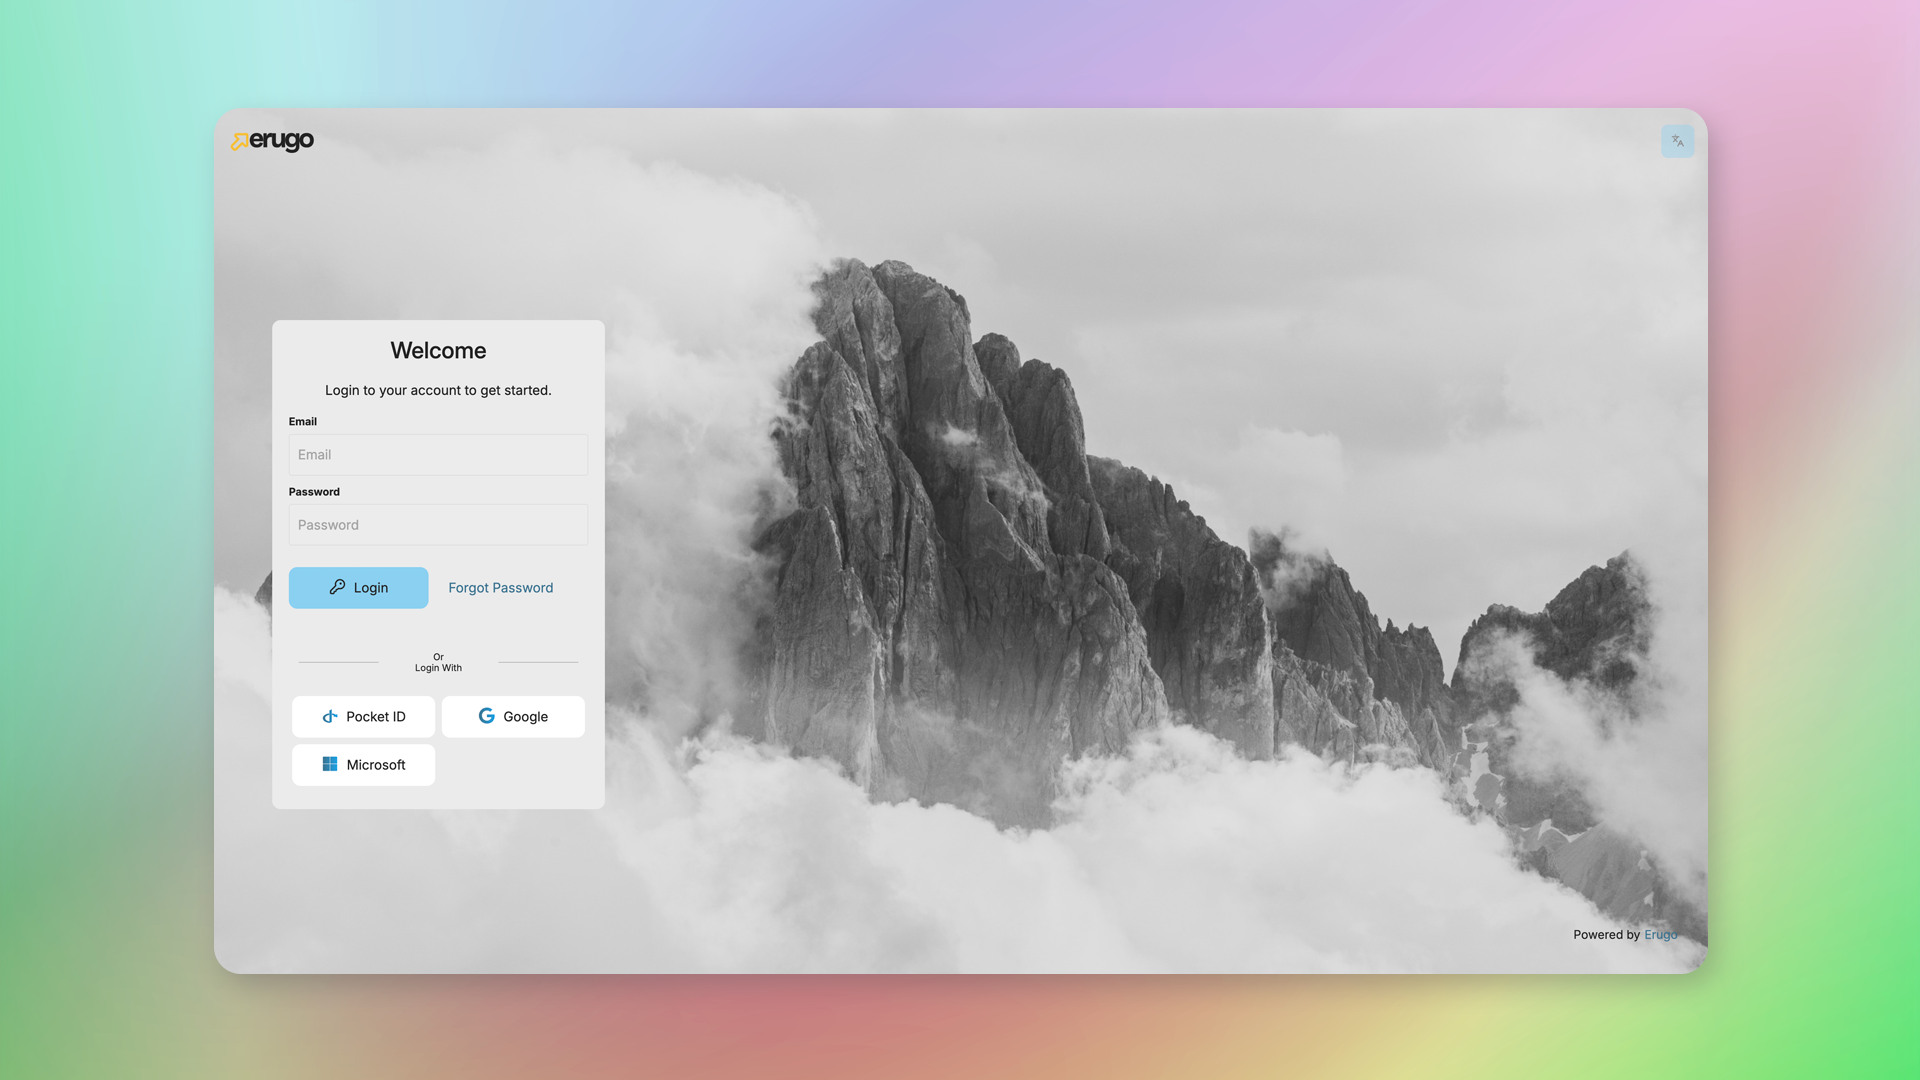 erugo
Welcome
Login to your account to get started.
Email
Email
Password
Password
Login
Forgot Password
Or
Login With
Pocket ID
Google
Microsoft
Powered by Erugo